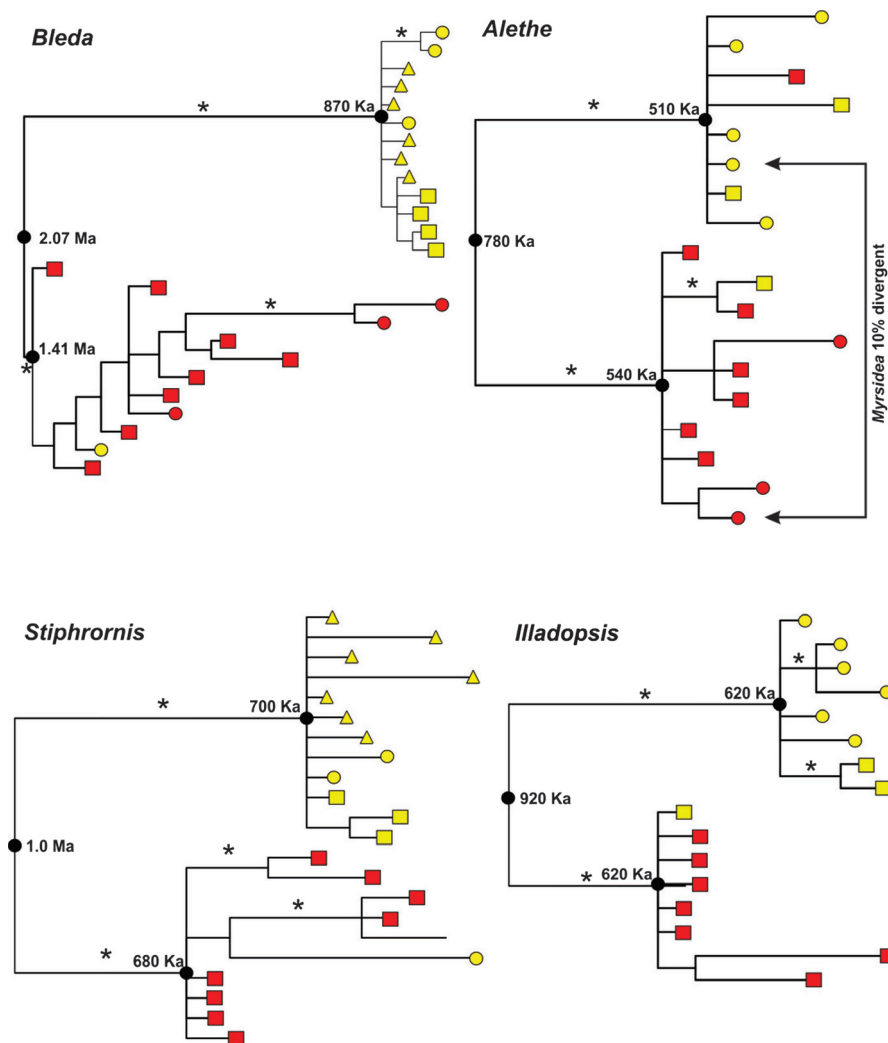 Bleda
*
870 Ka
*
2.07 Ma
*
1.41 Ma
*
Alethe
*
510 Ka
780 Ka
*
*
540 Ka
Myrsidea 10% divergent
Stiphrornis
*
700 Ka
1.0 Ma
*
*
*
680 Ka
Illadopsis
*
*
620 Ka
*
920 Ka
*
620 Ka